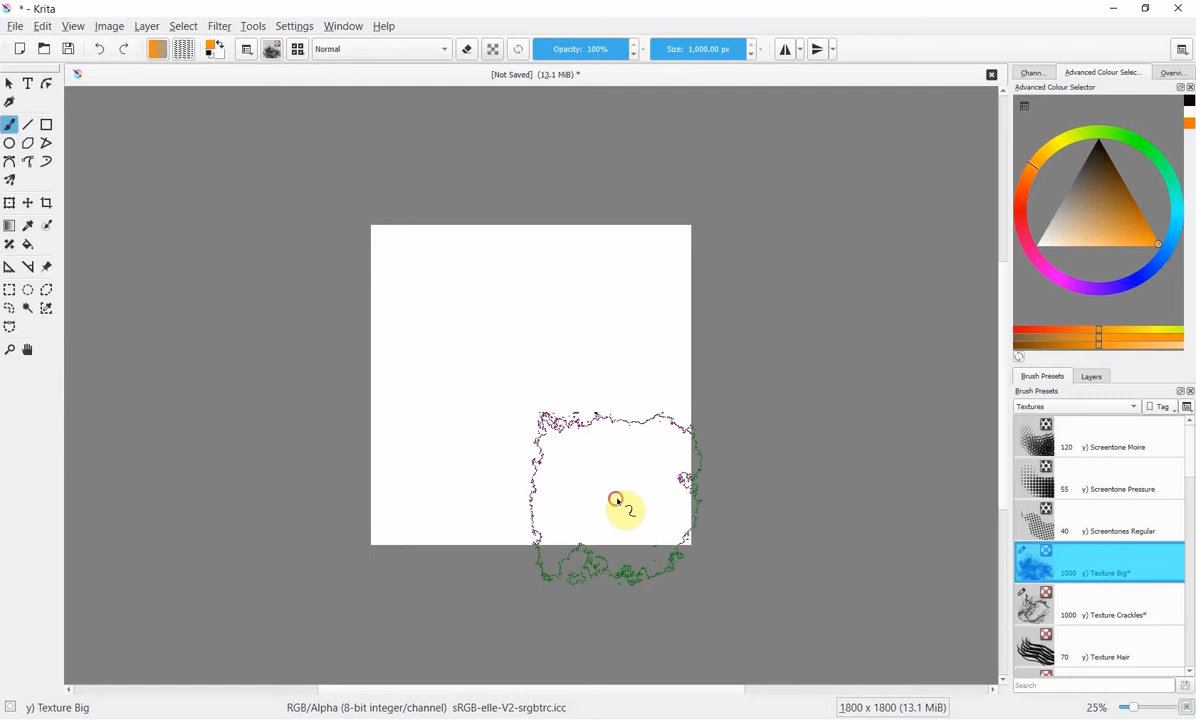 * - Krita
File Edit View Image Layer Select Filter Tools Settings Window Help
Normal Opacity: 100% Size: 1,000.00 px
[Not Saved] (13.1 MiB) *
Chann... Advanced Colour Selec... Overvi...
Advanced Colour Selector
Brush Presets Layers
Brush Presets
Textures Tag
120 y) Screentone Moire
55 y) Screentone Pressure
40 y) Screentones Regular
1000 y) Texture Big*
1000 y) Texture Crackles*
70 y) Texture Hair
Search
y) Texture Big RGB/Alpha (8-bit integer/channel) sRGB-elle-V2-srgbtrc.icc 1800 x 1800 (13.1 MiB) 25%